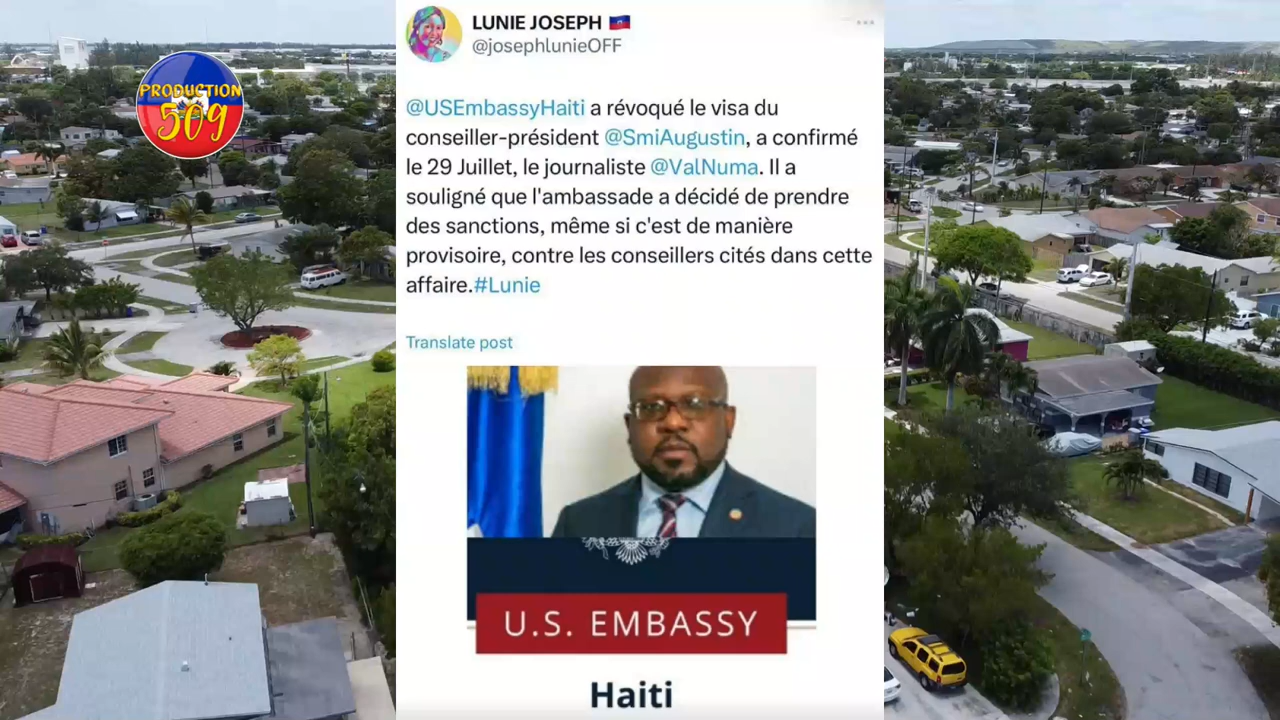 PRODUCTION
509
LUNIE JOSEPH
@josephlunieOFF
@USEmbassyHaiti a révoqué le visa du
conseiller-président @SmiAugustin, a confirmé
le 29 Juillet, le journaliste @ValNuma. Il a
souligné que l'ambassade a décidé de prendre
des sanctions, même si c'est de manière
provisoire, contre les conseillers cités dans cette
affaire.#Lunie
Translate post
U.S. EMBASSY
Haiti